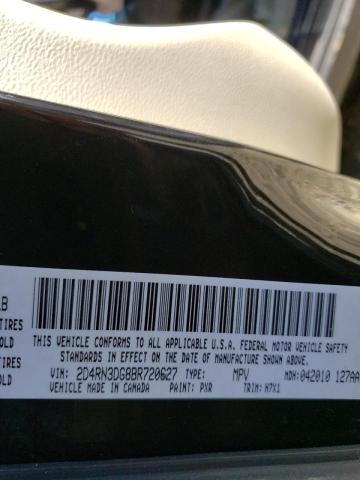 LB
TIRES
OLD
TIRES
OLD
THIS VEHICLE CONFORMS TO ALL APPLICABLE U.S.A. FEDERAL MOTOR VEHICLE SAFETY
STANDARDS IN EFFECT ON THE DATE OF MANUFACTURE SHOWN ABOVE.
VIN: 2D4RN3DG8BR720627 TYPE: MPV MDH: 042010 127AA
VEHICLE MADE IN CANADA PAINT: PXR TRIM: M7X1